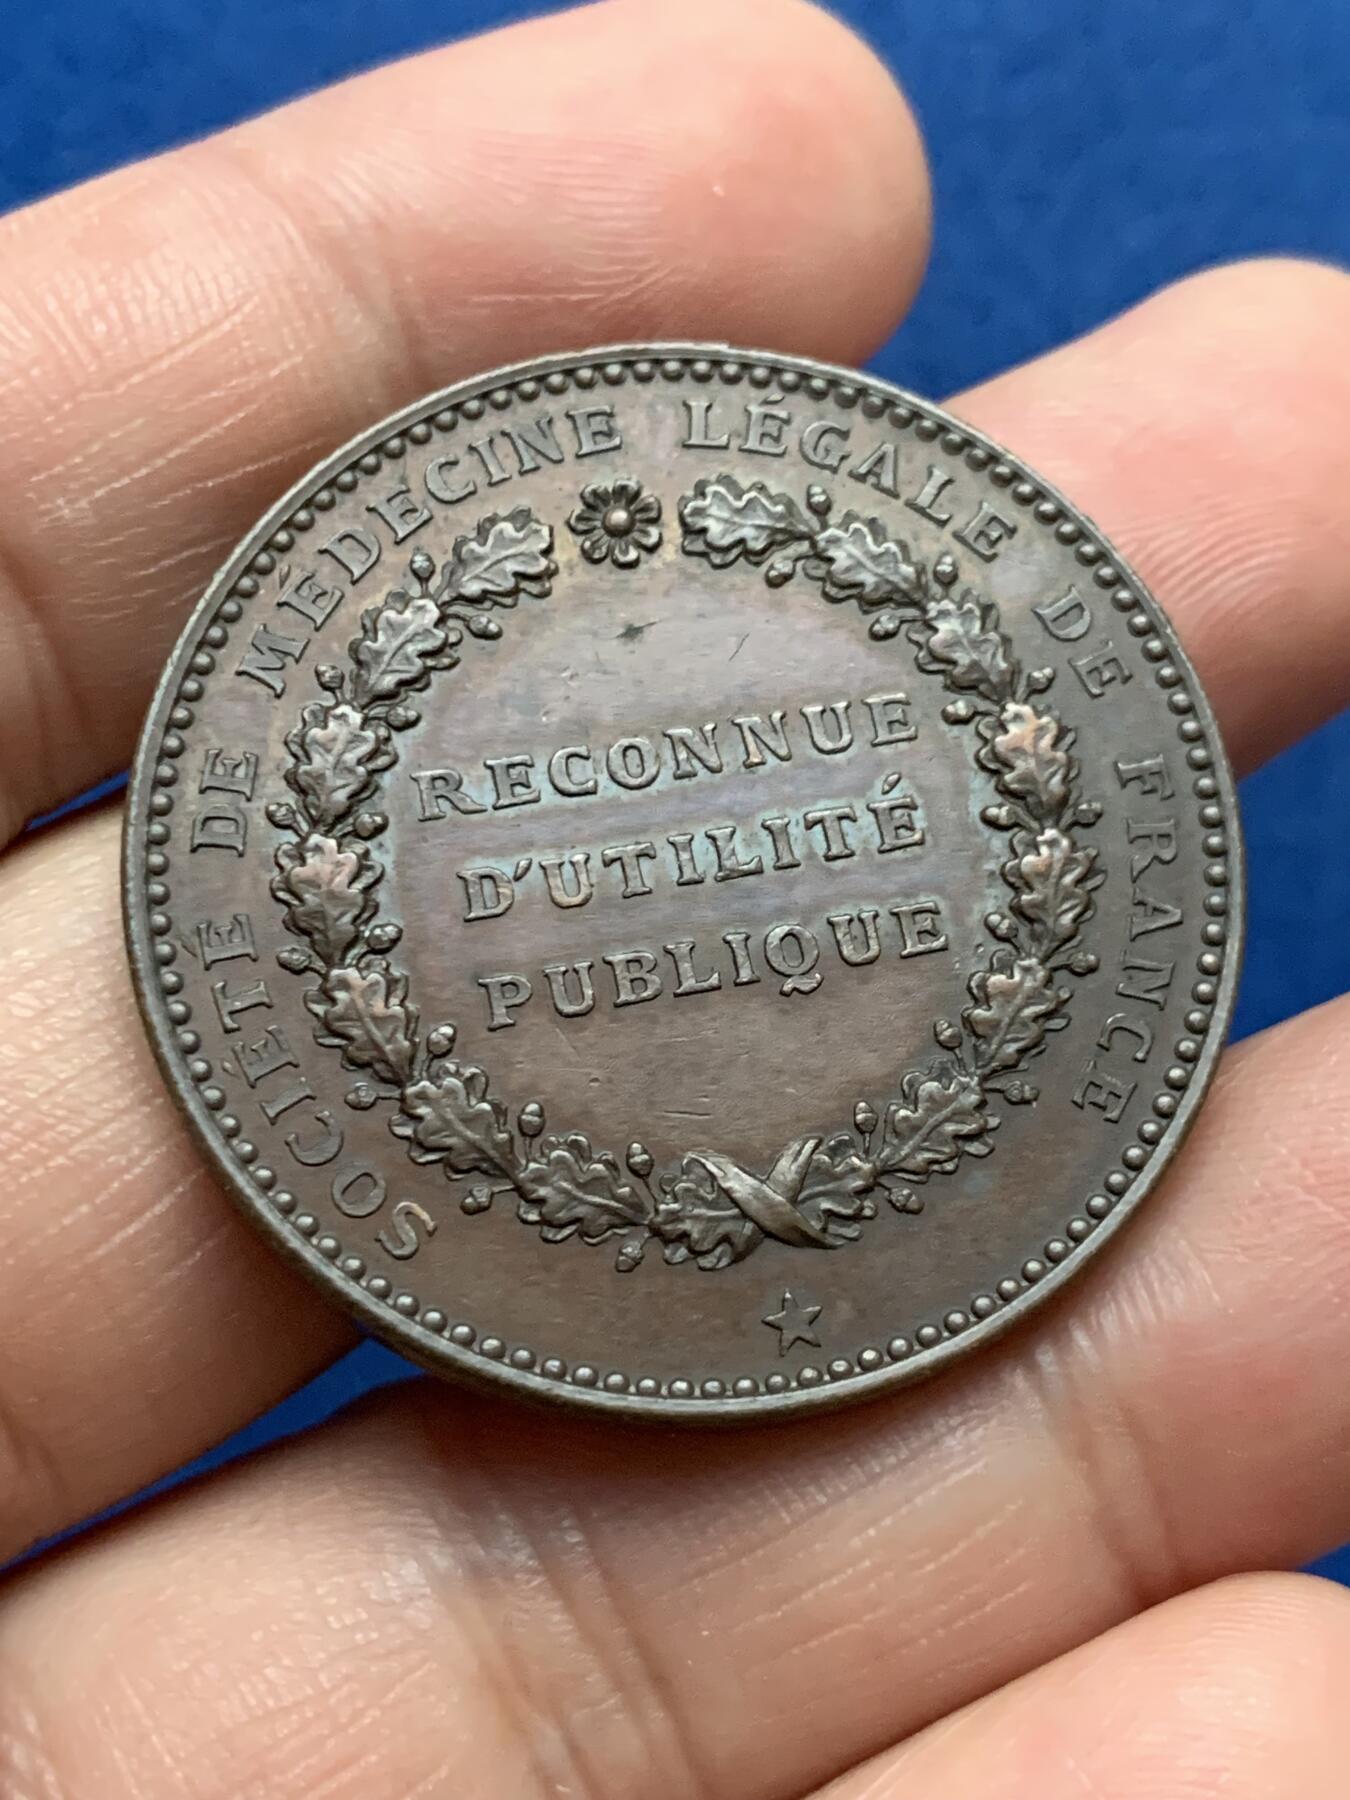 SOCIÉTÉ DE MÉDECINE LÉGALE DE FRANCE
RECONNUE
D'UTILITÉ
PUBLIQUE